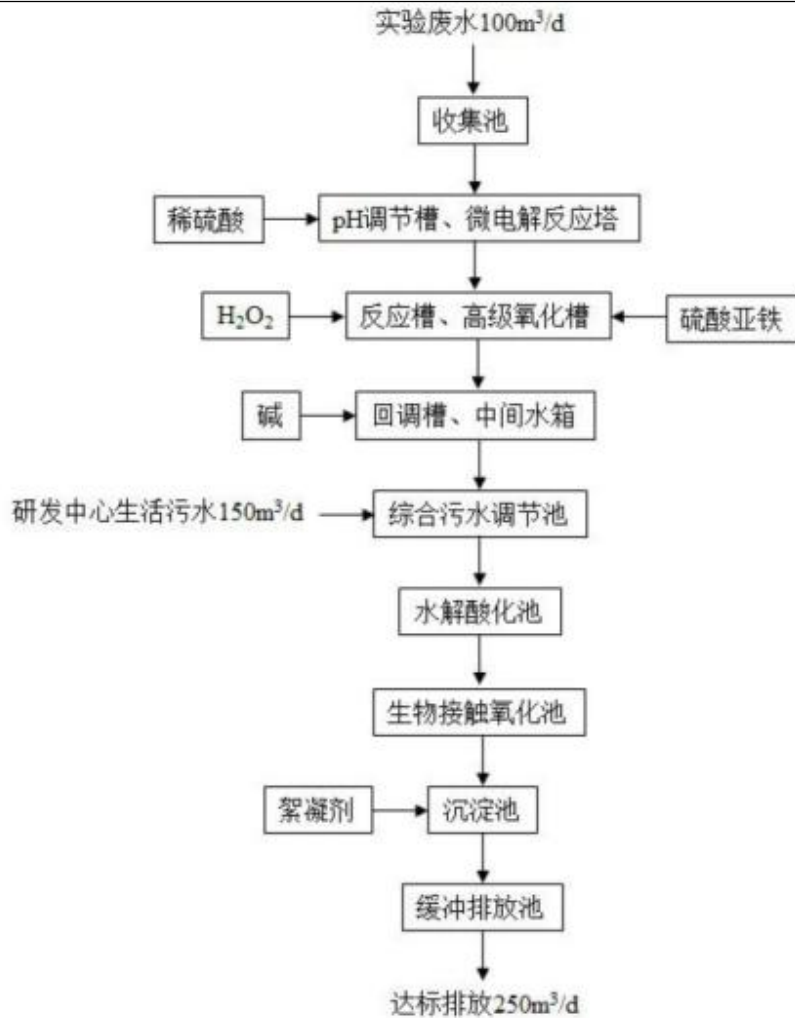 实验废水100m³/d
收集池
稀硫酸
pH调节槽、微电解反应塔
H₂O₂
反应槽、高级氧化槽
硫酸亚铁
碱
回调槽、中间水箱
研发中心生活污水150m³/d
综合污水调节池
水解酸化池
生物接触氧化池
絮凝剂
沉淀池
缓冲排放池
达标排放250m³/d